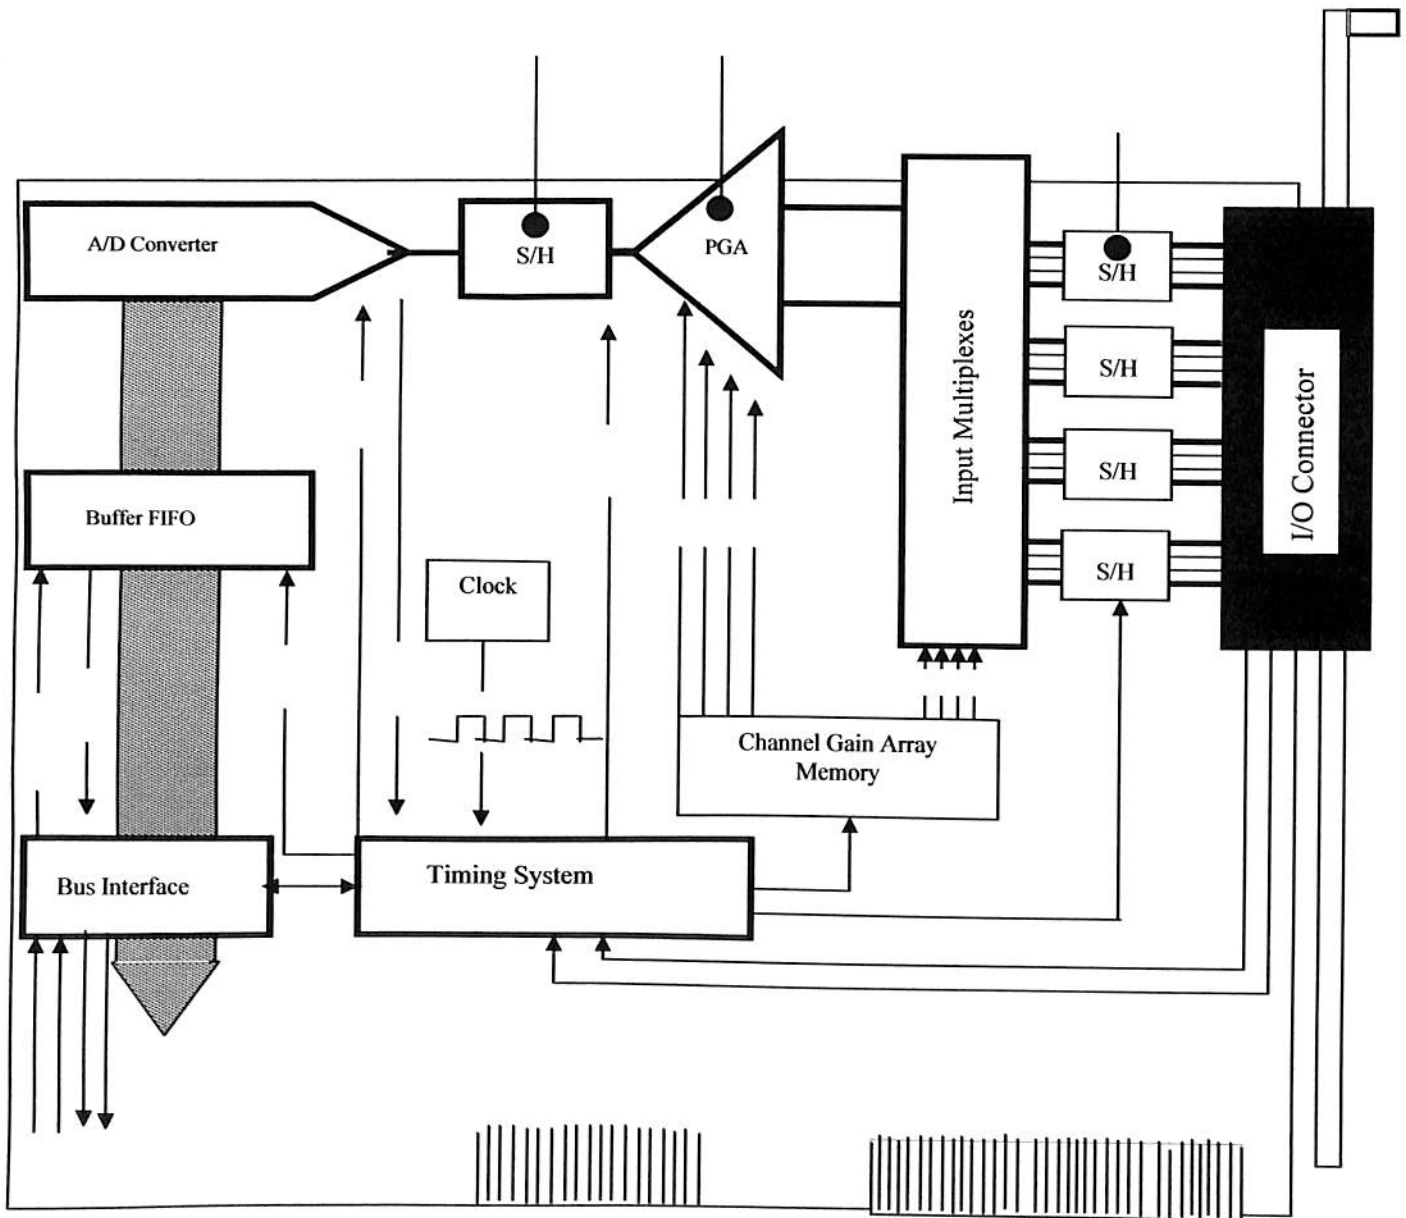 A/D Converter
S/H
PGA
S/H
S/H
S/H
S/H
Input Multiplexes
I/O Connector
Buffer FIFO
Clock
Channel Gain Array
Memory
Bus Interface
Timing System